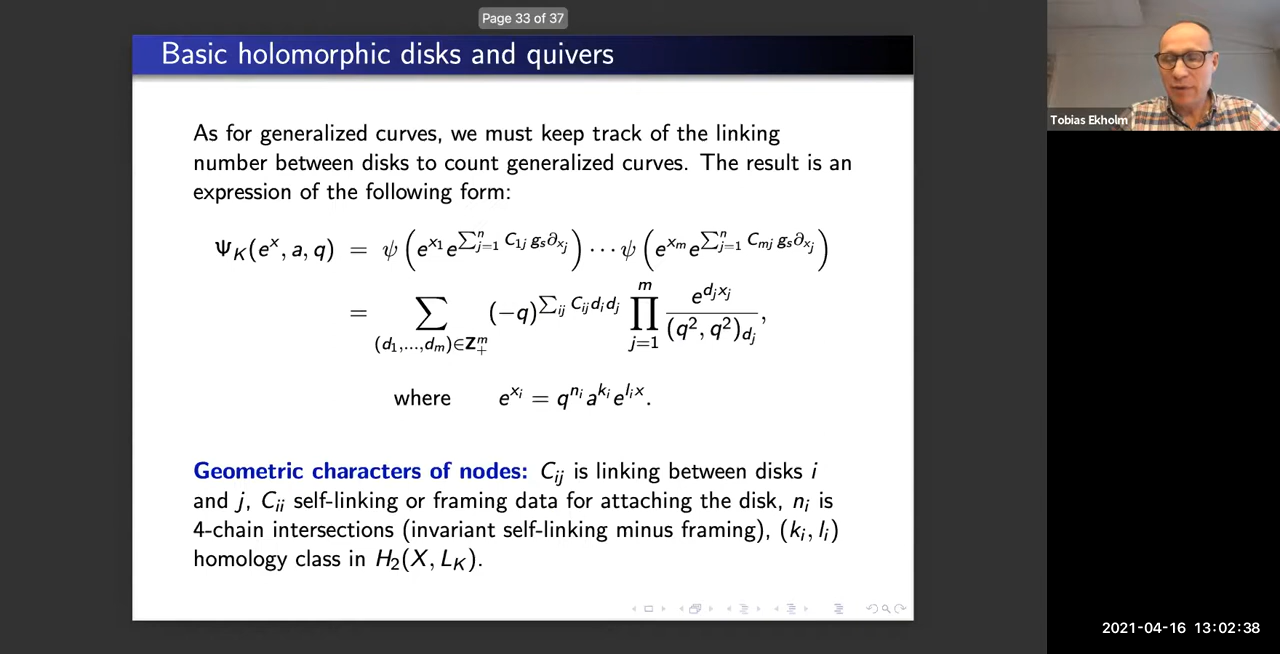 Page 33 of 37
Basic holomorphic disks and quivers
As for generalized curves, we must keep track of the linking
number between disks to count generalized curves. The result is an
expression of the following form:
Ψ_K(e^x, a, q) = ψ(e^{x_1} e^{∑_{j=1}^{n} C_{1j} g_s ∂_{x_j}}) ⋯ ψ(e^{x_m} e^{∑_{j=1}^{n} C_{mj} g_s ∂_{x_j}})
= ∑_{(d_1,...,d_m)∈Z_+^m} (-q)^{∑_{ij} C_{ij} d_i d_j} ∏_{j=1}^{m} \frac{e^{d_j x_j}}{(q^2, q^2)_{d_j}},
where e^{x_i} = q^{n_i} a^{k_i} e^{l_i x}.
Geometric characters of nodes: C_{ij} is linking between disks i
and j, C_{ii} self-linking or framing data for attaching the disk, n_i is
4-chain intersections (invariant self-linking minus framing), (k_i, l_i)
homology class in H_2(X, L_K).
Tobias Ekholm
2021-04-16 13:02:38